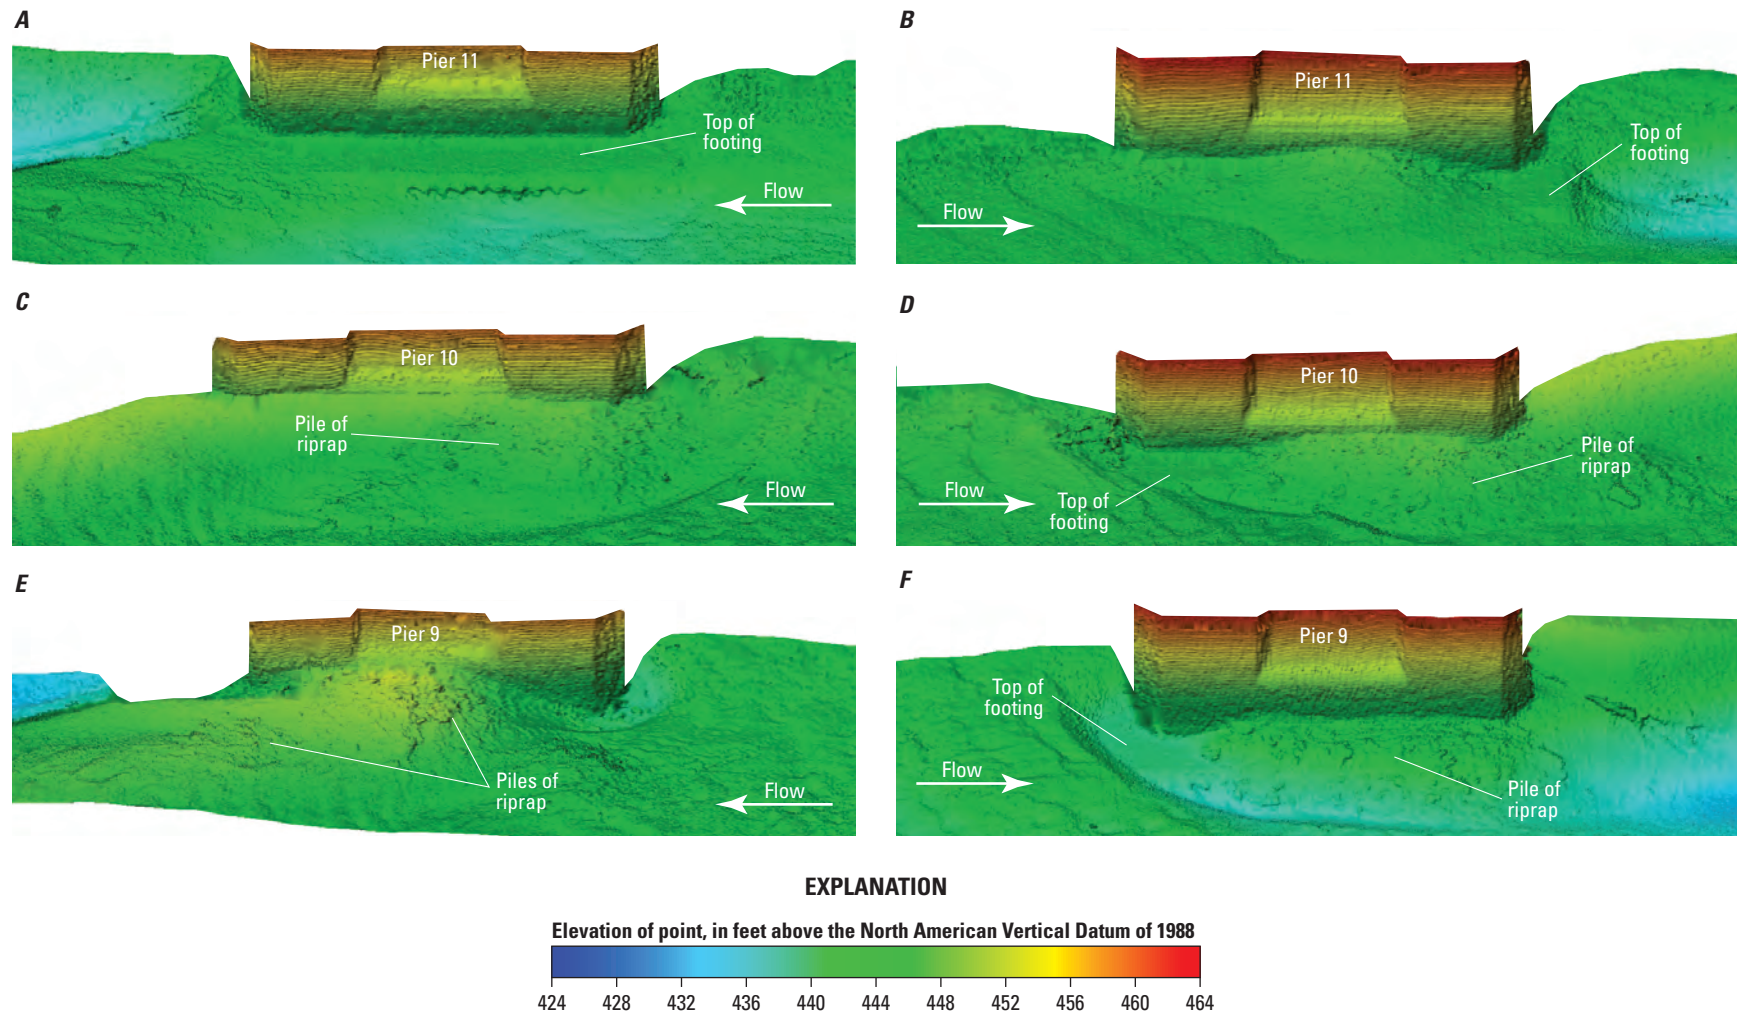 A
Pier 11
Top of
footing
Flow
B
Pier 11
Top of
footing
Flow
C
Pier 10
Pile of
riprap
Flow
D
Pier 10
Pile of
riprap
Flow
Top of
footing
E
Pier 9
Piles of
riprap
Flow
F
Pier 9
Top of
footing
Flow
Pile of
riprap
EXPLANATION
Elevation of point, in feet above the North American Vertical Datum of 1988
424 428 432 436 440 444 448 452 456 460 464